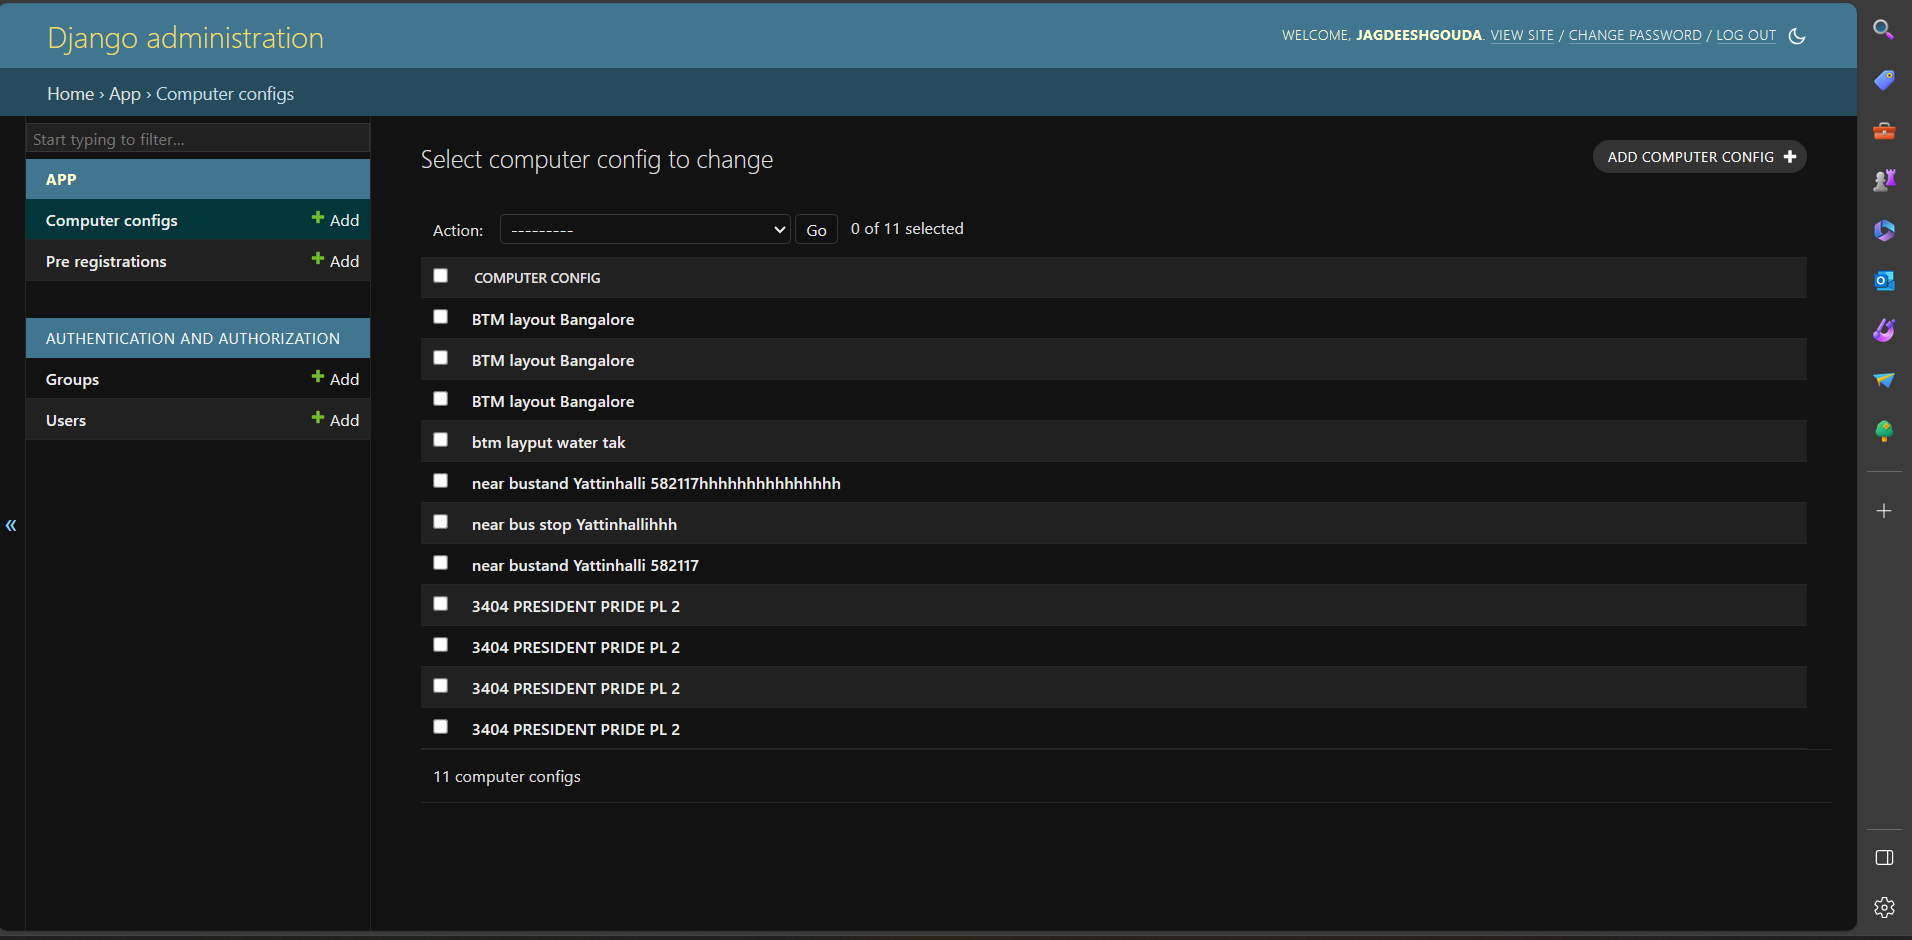 Django administration
WELCOME, JAGDEESHGOUDA. VIEW SITE / CHANGE PASSWORD / LOG OUT
Home › App › Computer configs
Start typing to filter...
APP
Computer configs + Add
Pre registrations + Add
AUTHENTICATION AND AUTHORIZATION
Groups + Add
Users + Add
«
Select computer config to change
ADD COMPUTER CONFIG +
Action: --------- Go 0 of 11 selected
COMPUTER CONFIG
BTM layout Bangalore
BTM layout Bangalore
BTM layout Bangalore
btm layput water tak
near bustand Yattinhalli 582117hhhhhhhhhhhhhhh
near bus stop Yattinhallihhh
near bustand Yattinhalli 582117
3404 PRESIDENT PRIDE PL 2
3404 PRESIDENT PRIDE PL 2
3404 PRESIDENT PRIDE PL 2
3404 PRESIDENT PRIDE PL 2
11 computer configs